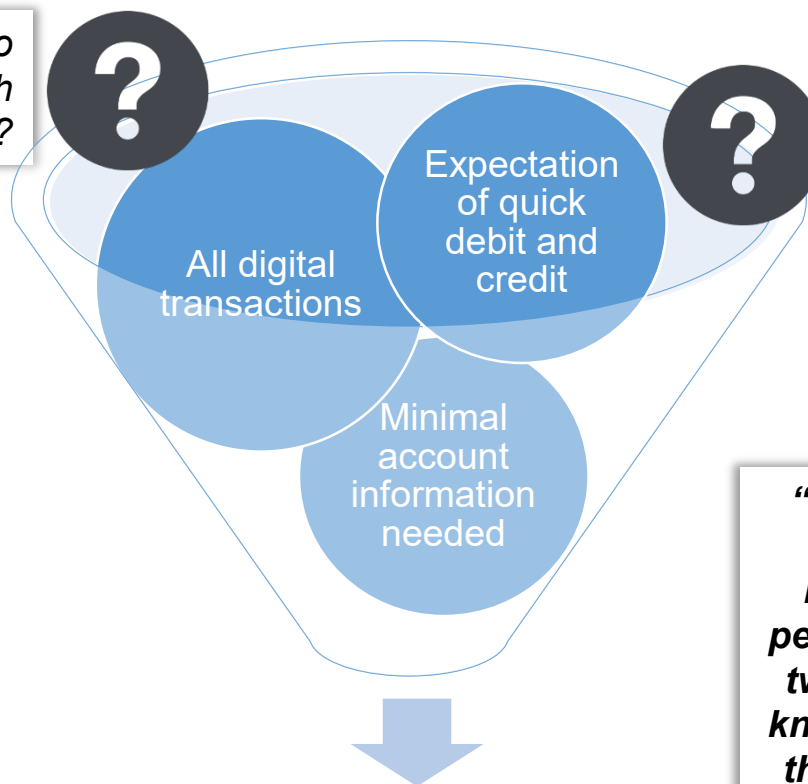 ?
?
?
Expectation
of quick
debit and
credit
All digital
transactions
Minimal
account
information
needed
“